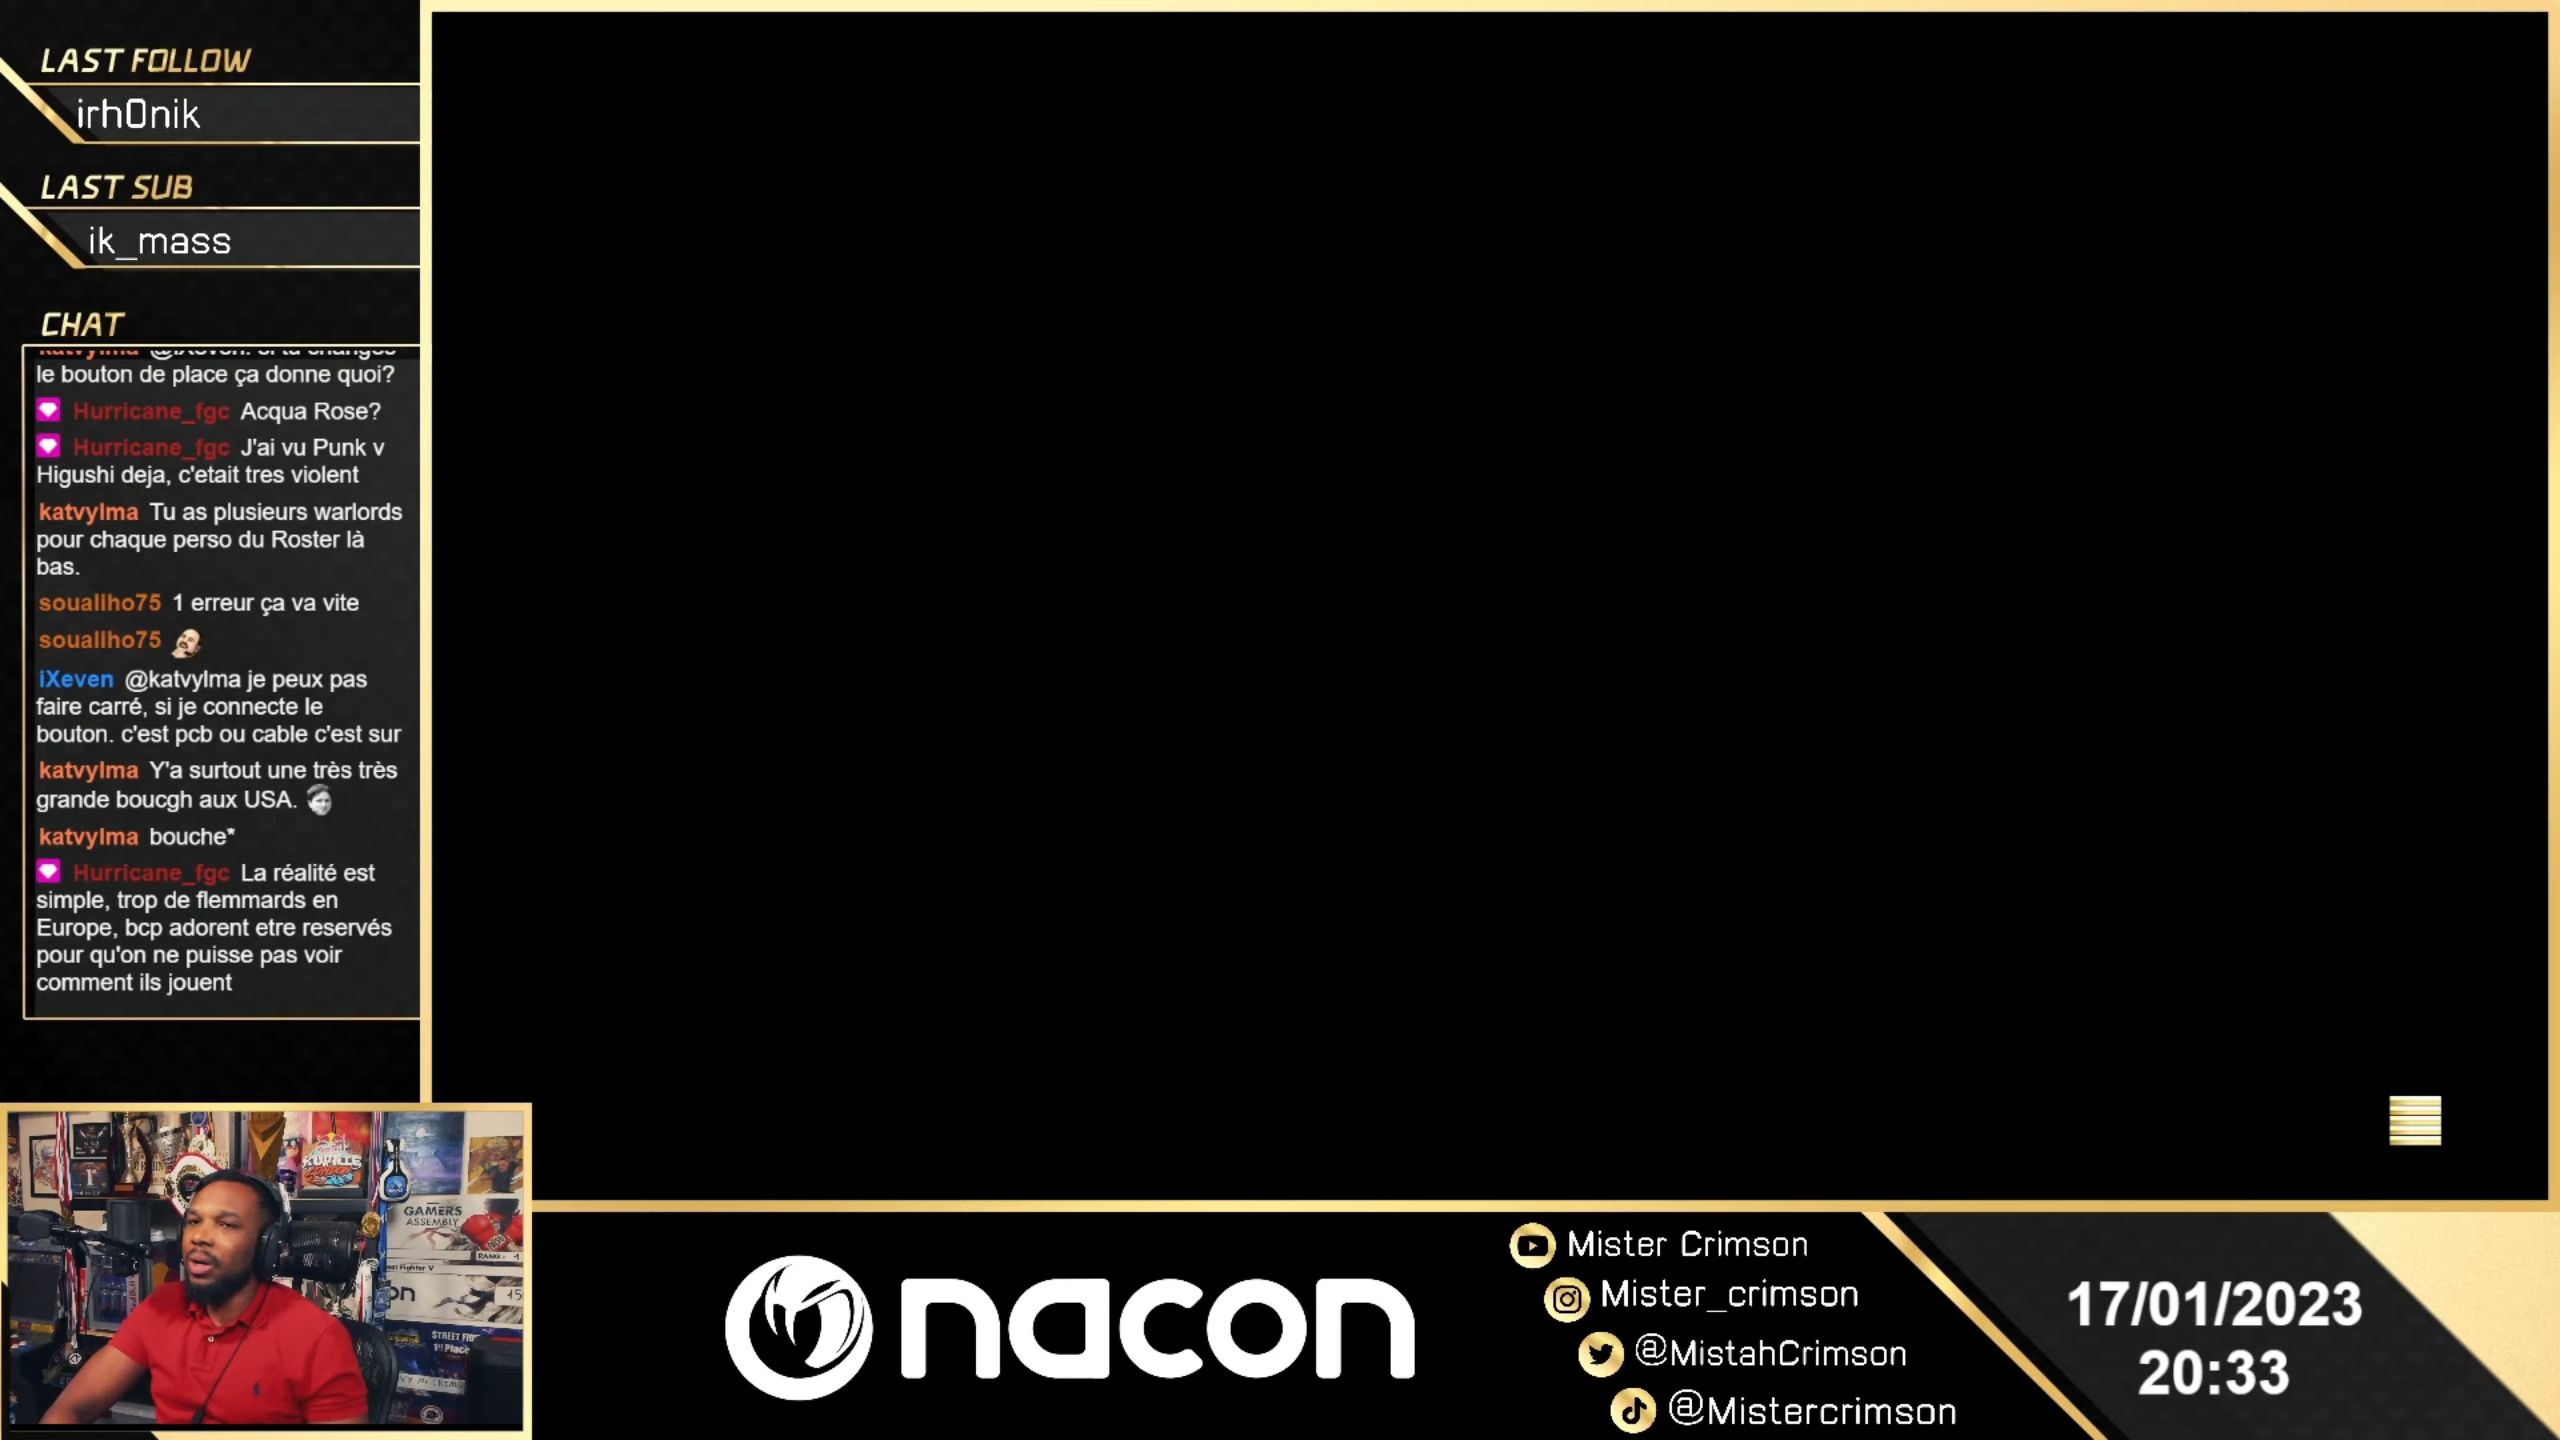 LAST FOLLOW
irh0nik
LAST SUB
ik_mass
CHAT
le bouton de place ça donne quoi?
Hurricane_fgc Acqua Rose?
Hurricane_fgc J'ai vu Punk v
Higushi deja, c'etait tres violent
katvylma Tu as plusieurs warlords
pour chaque perso du Roster là
bas.
soualiho75 1 erreur ça va vite
soualiho75
iXeven @katvylma je peux pas
faire carré, si je connecte le
bouton. c'est pcb ou cable c'est sur
katvylma Y'a surtout une très très
grande boucgh aux USA.
katvylma bouche*
Hurricane_fgc La réalité est
simple, trop de flemmards en
Europe, bcp adorent etre reservés
pour qu'on ne puisse pas voir
comment ils jouent
GAMERS
ASSEMBLY
nacon
Mister Crimson
Mister_crimson
@MistahCrimson
@Mistercrimson
17/01/2023
20:33